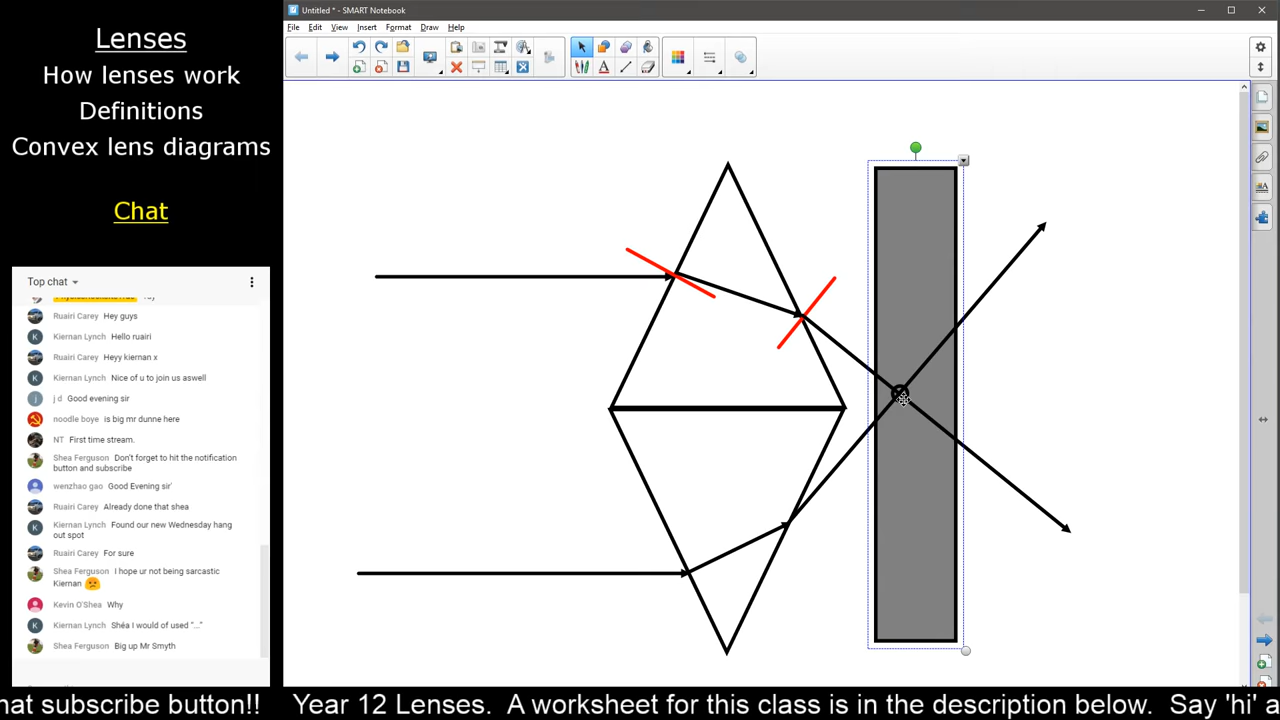 Lenses
How lenses work
Definitions
Convex lens diagrams
Chat
Top chat
Ruairi Carey Hey guys
Kiernan Lynch Hello ruairi
Ruairi Carey Heyy kiernan x
Kiernan Lynch Nice of u to join us aswell
j d Good evening sir
noodle boye is big mr dunne here
NT First time stream.
Shea Ferguson Don't forget to hit the notification
button and subscribe
wenzhao gao Good Evening sir'
Ruairi Carey Already done that shea
Kiernan Lynch Found our new Wednesday hang
out spot
Ruairi Carey For sure
Shea Ferguson I hope ur not being sarcastic
Kiernan
Kevin O'Shea Why
Kiernan Lynch Shéa I would of used "..."
Shea Ferguson Big up Mr Smyth
Untitled * - SMART Notebook
File Edit View Insert Format Draw Help
hat subscribe button!! Year 12 Lenses. A worksheet for this class is in the description below. Say 'hi' a